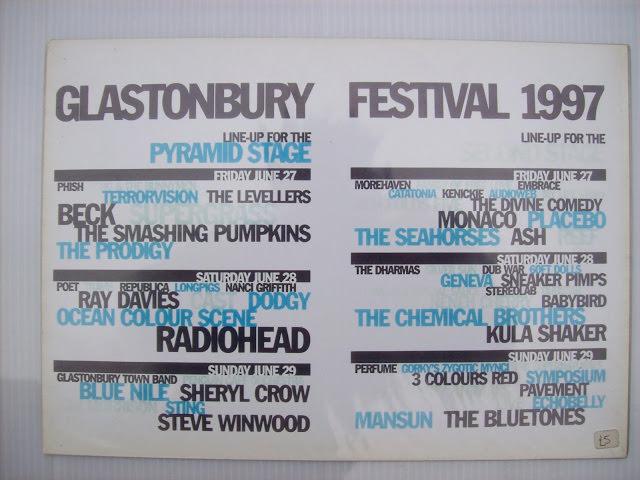 GLASTONBURY FESTIVAL 1997
LINE-UP FOR THE
PYRAMID STAGE
FRIDAY JUNE 27
PHISH
TERRORVISION THE LEVELLERS
BECK
THE SMASHING PUMPKINS
THE PRODIGY
SATURDAY JUNE 28
POET REPUBLICA LONGPIGS NANCI GRIFFITH
RAY DAVIES DODGY
OCEAN COLOUR SCENE
RADIOHEAD
SUNDAY JUNE 29
GLASTONBURY TOWN BAND
BLUE NILE SHERYL CROW
STING
STEVE WINWOOD
LINE-UP FOR THE
SECOND STAGE
FRIDAY JUNE 27
MOREHAVEN EMBRACE
CATATONIA KENICKIE AUDIOWEB
THE DIVINE COMEDY
MONACO PLACEBO
THE SEAHORSES ASH
SATURDAY JUNE 28
THE DHARMAS DUB WAR 60FT DOLLS
GENEVA SNEAKER PIMPS
STEREOLAB
BABYBIRD
THE CHEMICAL BROTHERS
KULA SHAKER
SUNDAY JUNE 29
PERFUME GORKY'S ZYGOTIC MYNCI
3 COLOURS RED SYMPOSIUM
PAVEMENT
ECHOBELLY
MANSUN THE BLUETONES